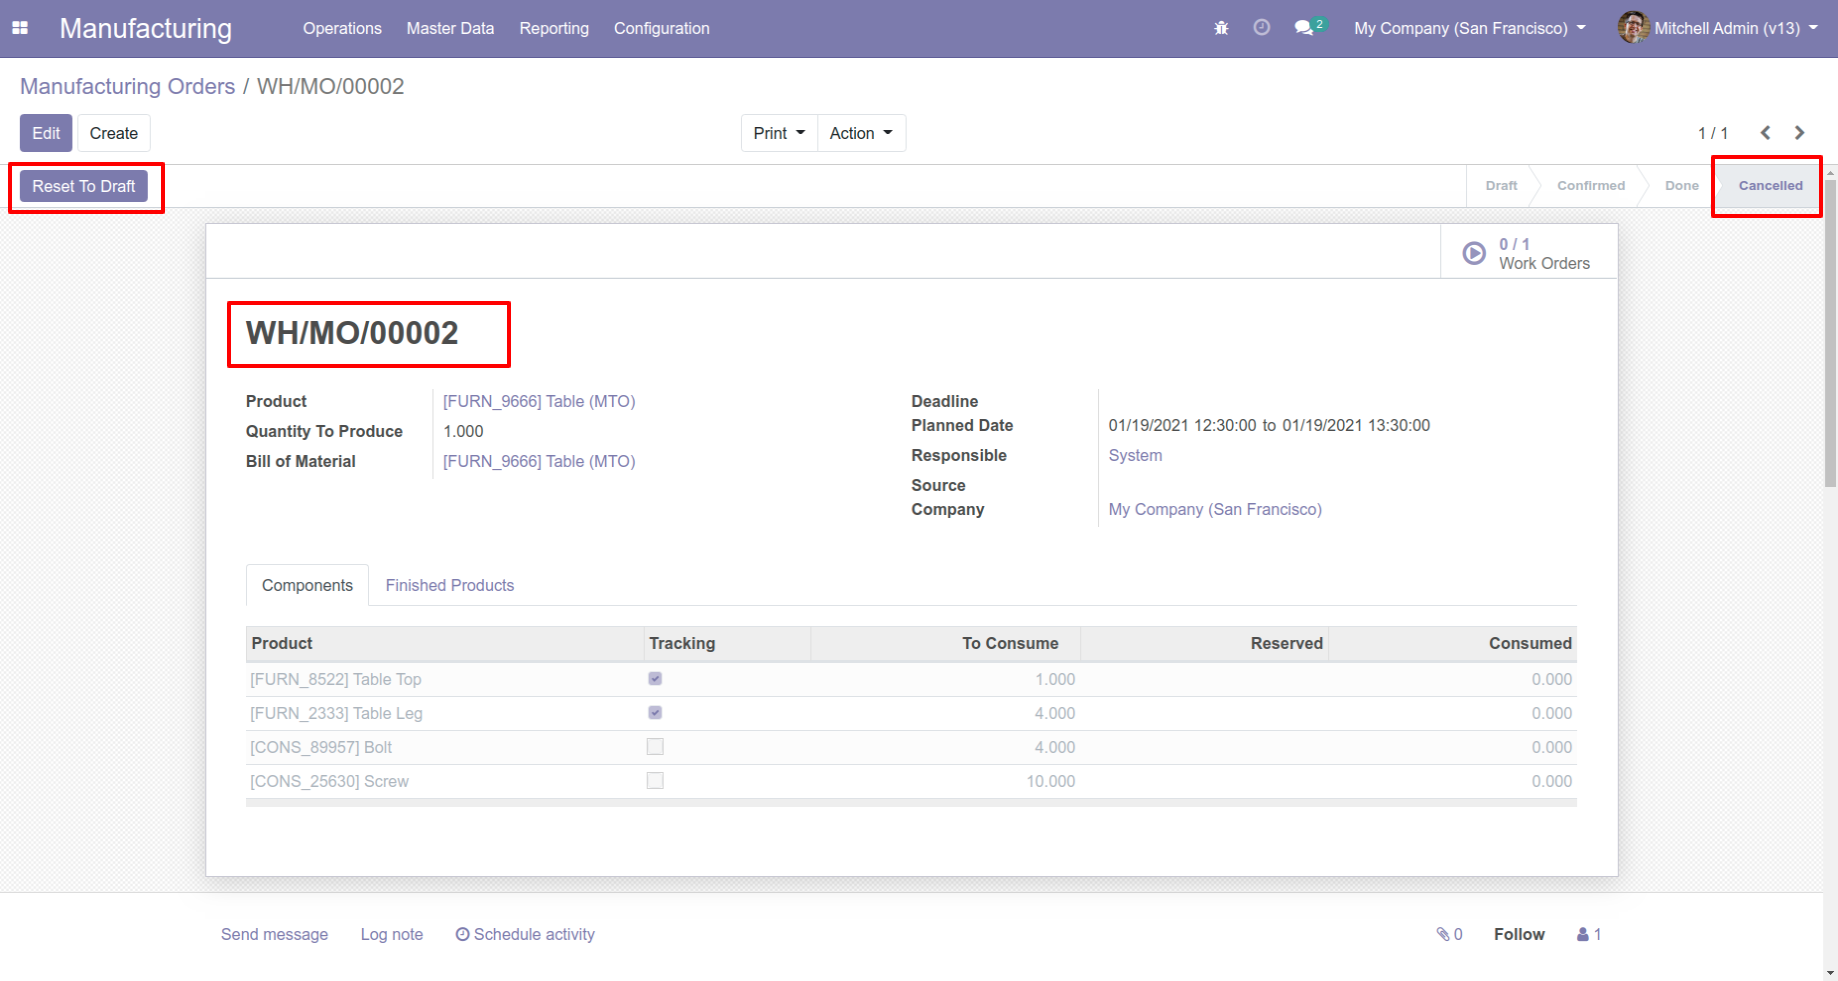 Manufacturing Operations Master Data Reporting Configuration 2 My Company (San Francisco) Mitchell Admin (v13)
Manufacturing Orders / WH/MO/00002
Edit Create Print Action 1 / 1
Reset To Draft Draft Confirmed Done Cancelled
0 / 1
Work Orders
WH/MO/00002
Product [FURN_9666] Table (MTO)
Quantity To Produce 1.000
Bill of Material [FURN_9666] Table (MTO)
Deadline
Planned Date 01/19/2021 12:30:00 to 01/19/2021 13:30:00
Responsible System
Source
Company My Company (San Francisco)
Components Finished Products
Product Tracking To Consume Reserved Consumed
[FURN_8522] Table Top 1.000 0.000
[FURN_2333] Table Leg 4.000 0.000
[CONS_89957] Bolt 4.000 0.000
[CONS_25630] Screw 10.000 0.000
Send message Log note Schedule activity 0 Follow 1